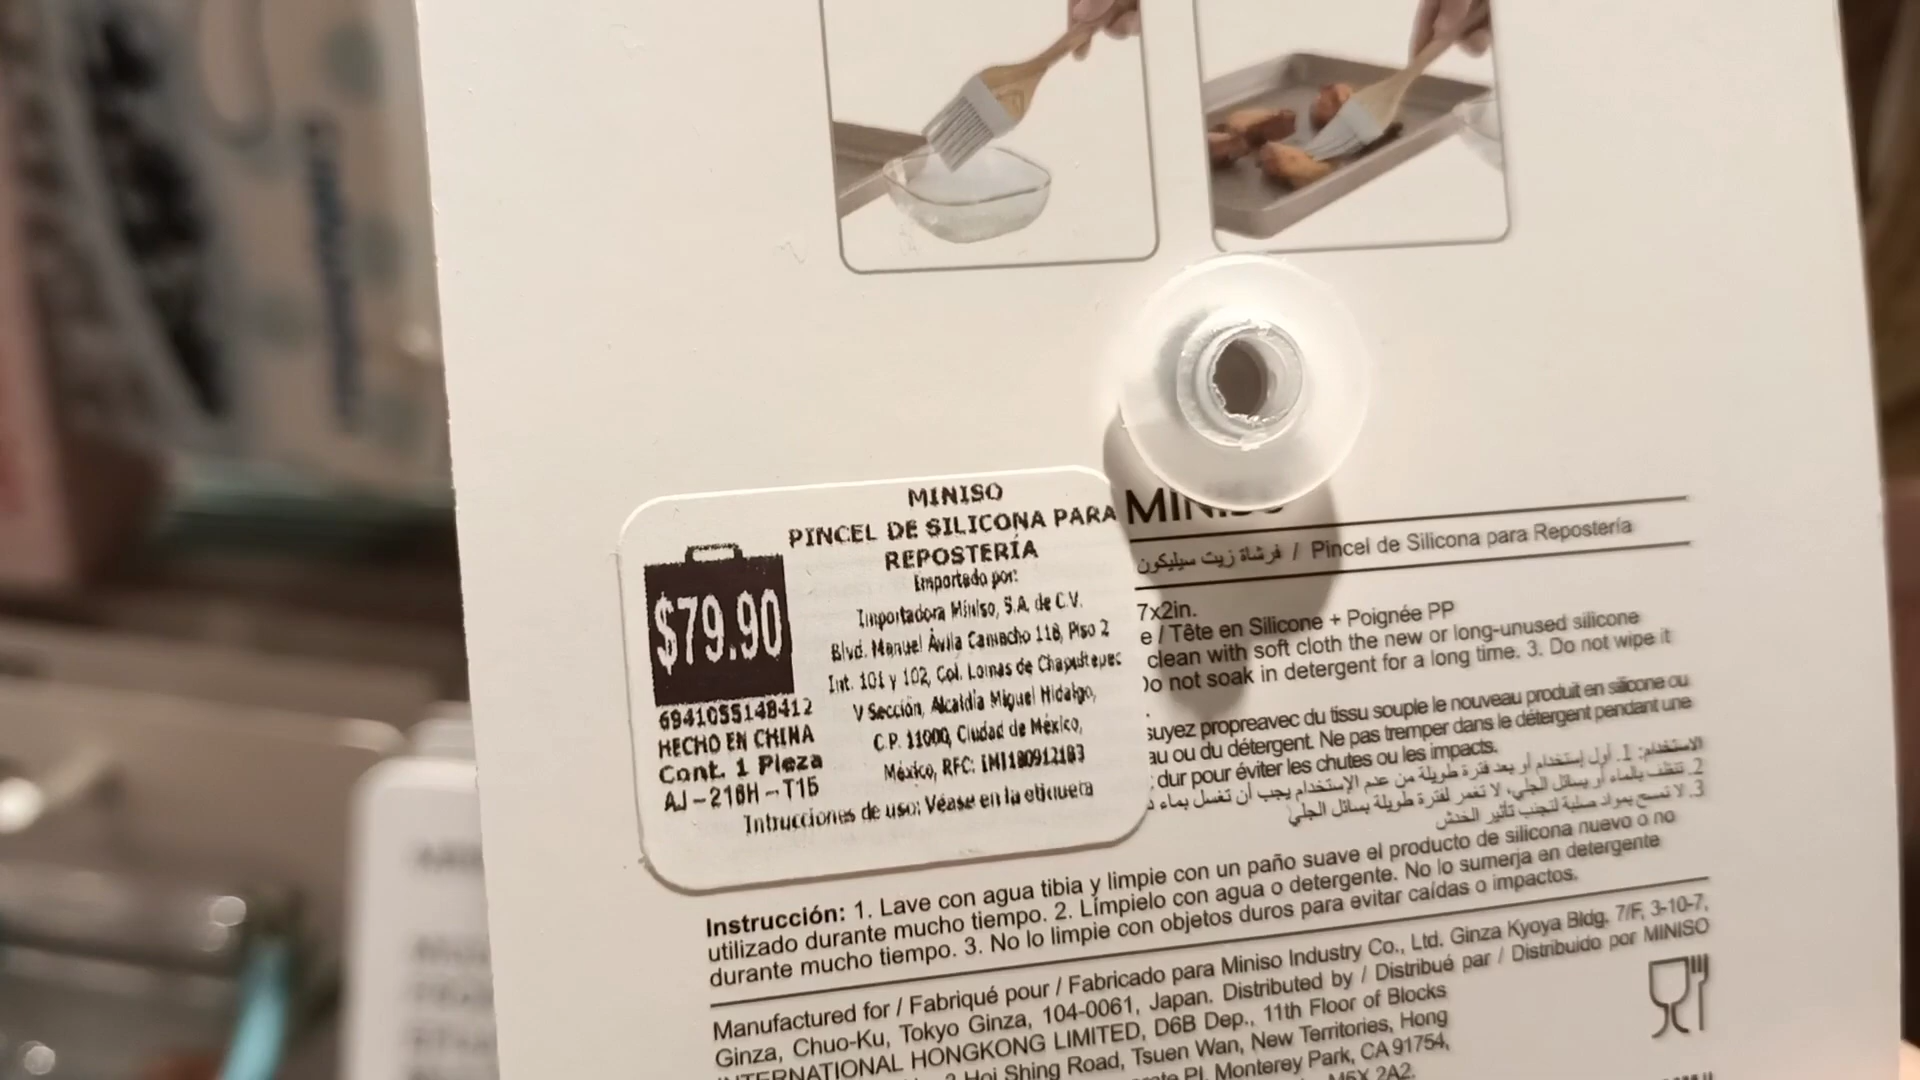 MINISO
PINCEL DE SILICONA PARA
REPOSTERÍA
Importado por:
Importadora Miniso, S.A. de C.V.
Blvd. Manuel Ávila Camacho 118, Piso 2
Int. 101 y 102, Col. Lomas de Chapultepec
V Sección, Alcaldía Miguel Hidalgo,
C.P. 11000, Ciudad de México,
México, RFC: IMI180912183
$79.90
6941055148412
HECHO EN CHINA
Cont. 1 Pieza
AJ-218H-T15
Intrucciones de uso: Véase en la etiqueta
MINISO
فرشاة زيت سيليكون / Pincel de Silicona para Repostería
7x2in.
e / Tête en Silicone + Poignée PP
clean with soft cloth the new or long-unused silicone
Do not soak in detergent for a long time. 3. Do not wipe it
suyez propreavec du tissu souple le nouveau produit en silicone ou
au ou du détergent. Ne pas tremper dans le détergent pendant une
dur pour éviter les chutes ou les impacts.
الاستخدام: 1. أول إستخدام أو بعد فترة طويلة من عدم الإستخدام يجب أن تغسل بماء
2. تنظف بالماء أو بسائل الجلي، لا تغمر لفترة طويلة بسائل الجلي
3. لا تمسح بمواد صلبة لتجنب تأثير الخدش
Instrucción: 1. Lave con agua tibia y limpie con un paño suave el producto de silicona nuevo o no
utilizado durante mucho tiempo. 2. Límpielo con agua o detergente. No lo sumerja en detergente
durante mucho tiempo. 3. No lo limpie con objetos duros para evitar caídas o impactos.
Manufactured for / Fabriqué pour / Fabricado para Miniso Industry Co., Ltd. Ginza Kyoya Bldg. 7/F, 3-10-7,
Ginza, Chuo-Ku, Tokyo Ginza, 104-0061, Japan. Distributed by / Distribué par / Distribuido por MINISO
INTERNATIONAL HONGKONG LIMITED, D6B Dep., 11th Floor of Blocks
Hoi Shing Road, Tsuen Wan, New Territories, Hong
Pl, Monterey Park, CA 91754,
M5X 2A2.